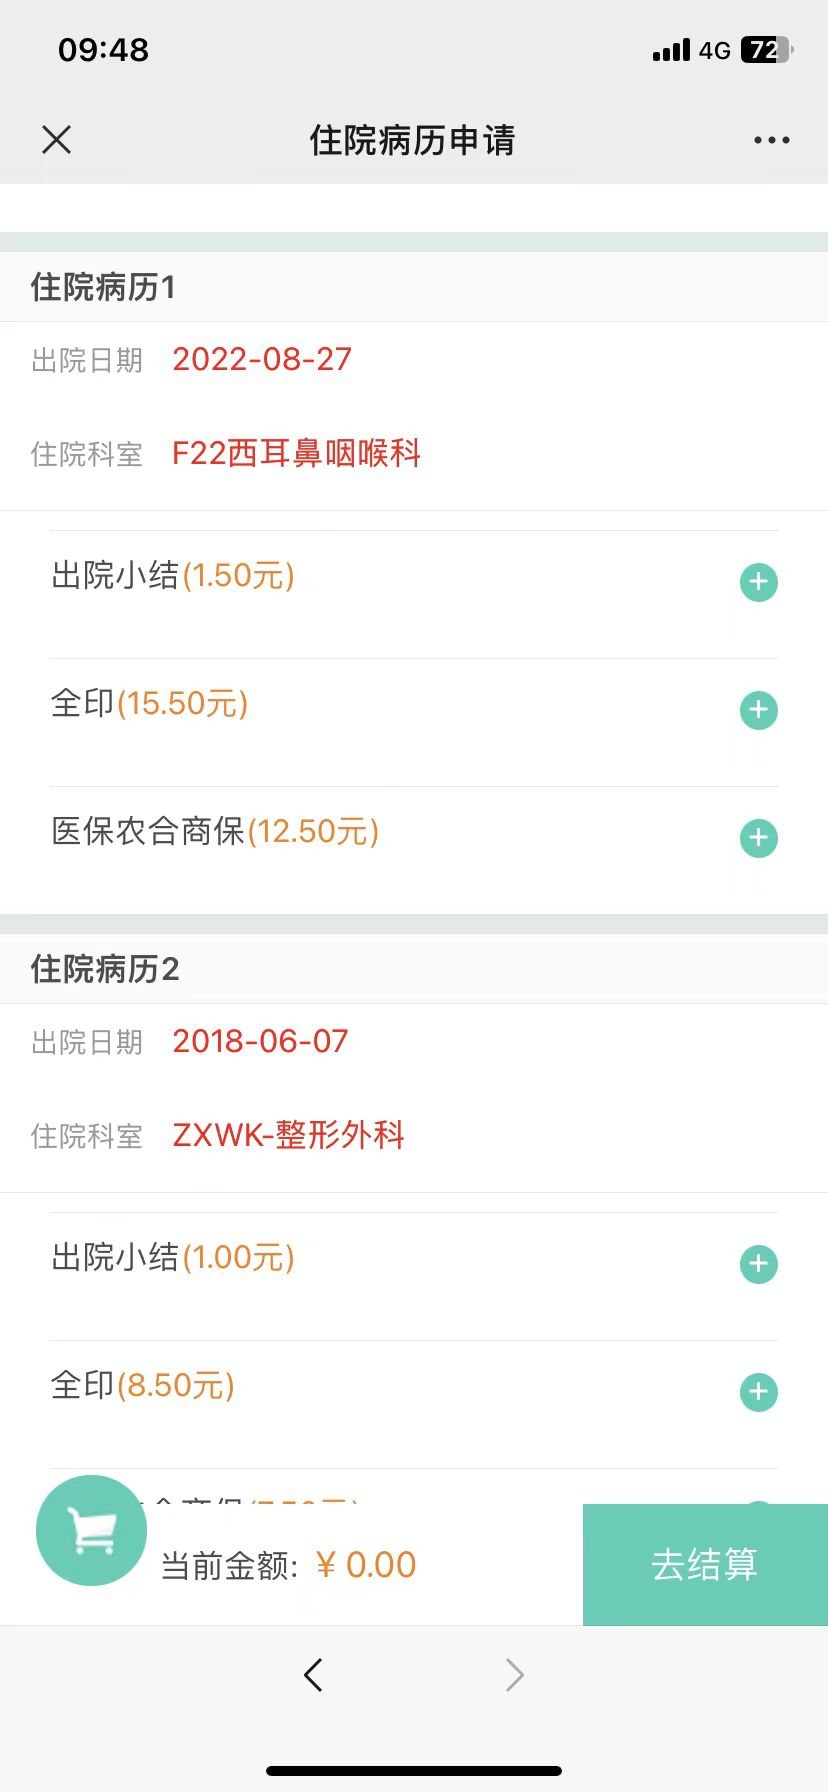 09:48
4G 72
住院病历申请
住院病历1
出院日期 2022-08-27
住院科室 F22西耳鼻咽喉科
出院小结(1.50元)
全印(15.50元)
医保农合商保(12.50元)
住院病历2
出院日期 2018-06-07
住院科室 ZXWK-整形外科
出院小结(1.00元)
全印(8.50元)
当前金额: ¥ 0.00
去结算